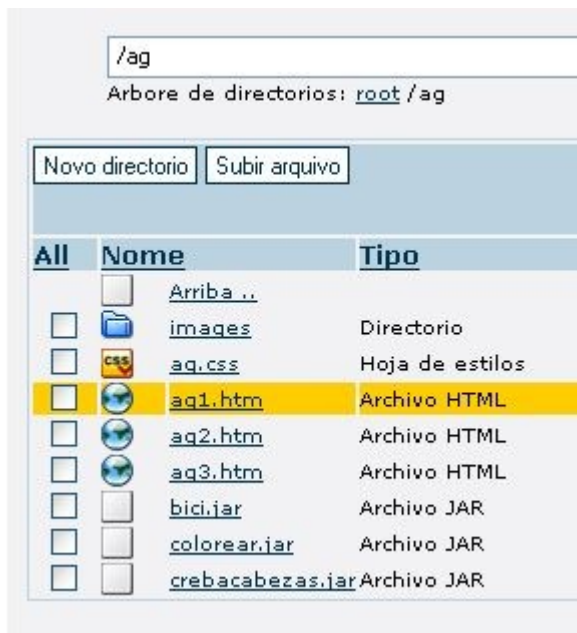 /ag
Arbore de directorios: root /ag
Novo directorio Subir arquivo
All Nome Tipo
Arriba ..
images Directorio
CSS ag.css Hoja de estilos
ag1.htm Archivo HTML
ag2.htm Archivo HTML
ag3.htm Archivo HTML
bici.jar Archivo JAR
colorear.jar Archivo JAR
crebacabezas.jar Archivo JAR